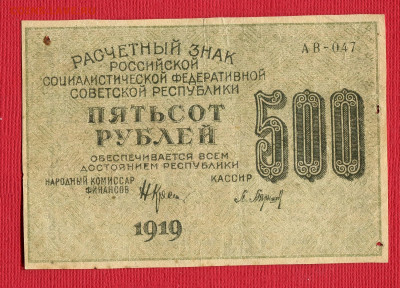 РАСЧЕТНЫЙ ЗНАК
РОССИЙСКОЙ
СОЦИАЛИСТИЧЕСКОЙ ФЕДЕРАТИВНОЙ
СОВЕТСКОЙ РЕСПУБЛИКИ
АВ-047
ПЯТЬСОТ
РУБЛЕЙ
500
ОБЕСПЕЧИВАЕТСЯ ВСЕМ
ДОСТОЯНИЕМ РЕСПУБЛИКИ
НАРОДНЫЙ КОМИССАР
ФИНАНСОВ
КАССИР
1919